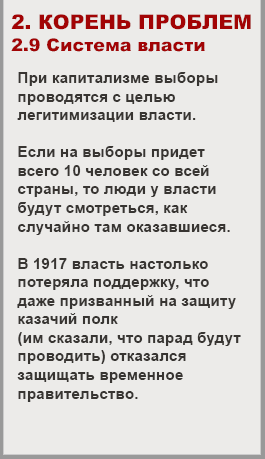 2. КОРЕНЬ ПРОБЛЕМ
2.9 Система власти
При капитализме выборы
проводятся с целью
легитимизации власти.
Если на выборы придет
всего 10 человек со всей
страны, то люди у власти
будут смотреться, как
случайно там оказавшиеся.
В 1917 власть настолько
потеряла поддержку, что
даже призванный на защиту
казачий полк
(им сказали, что парад будут
проводить) отказался
защищать временное
правительство.